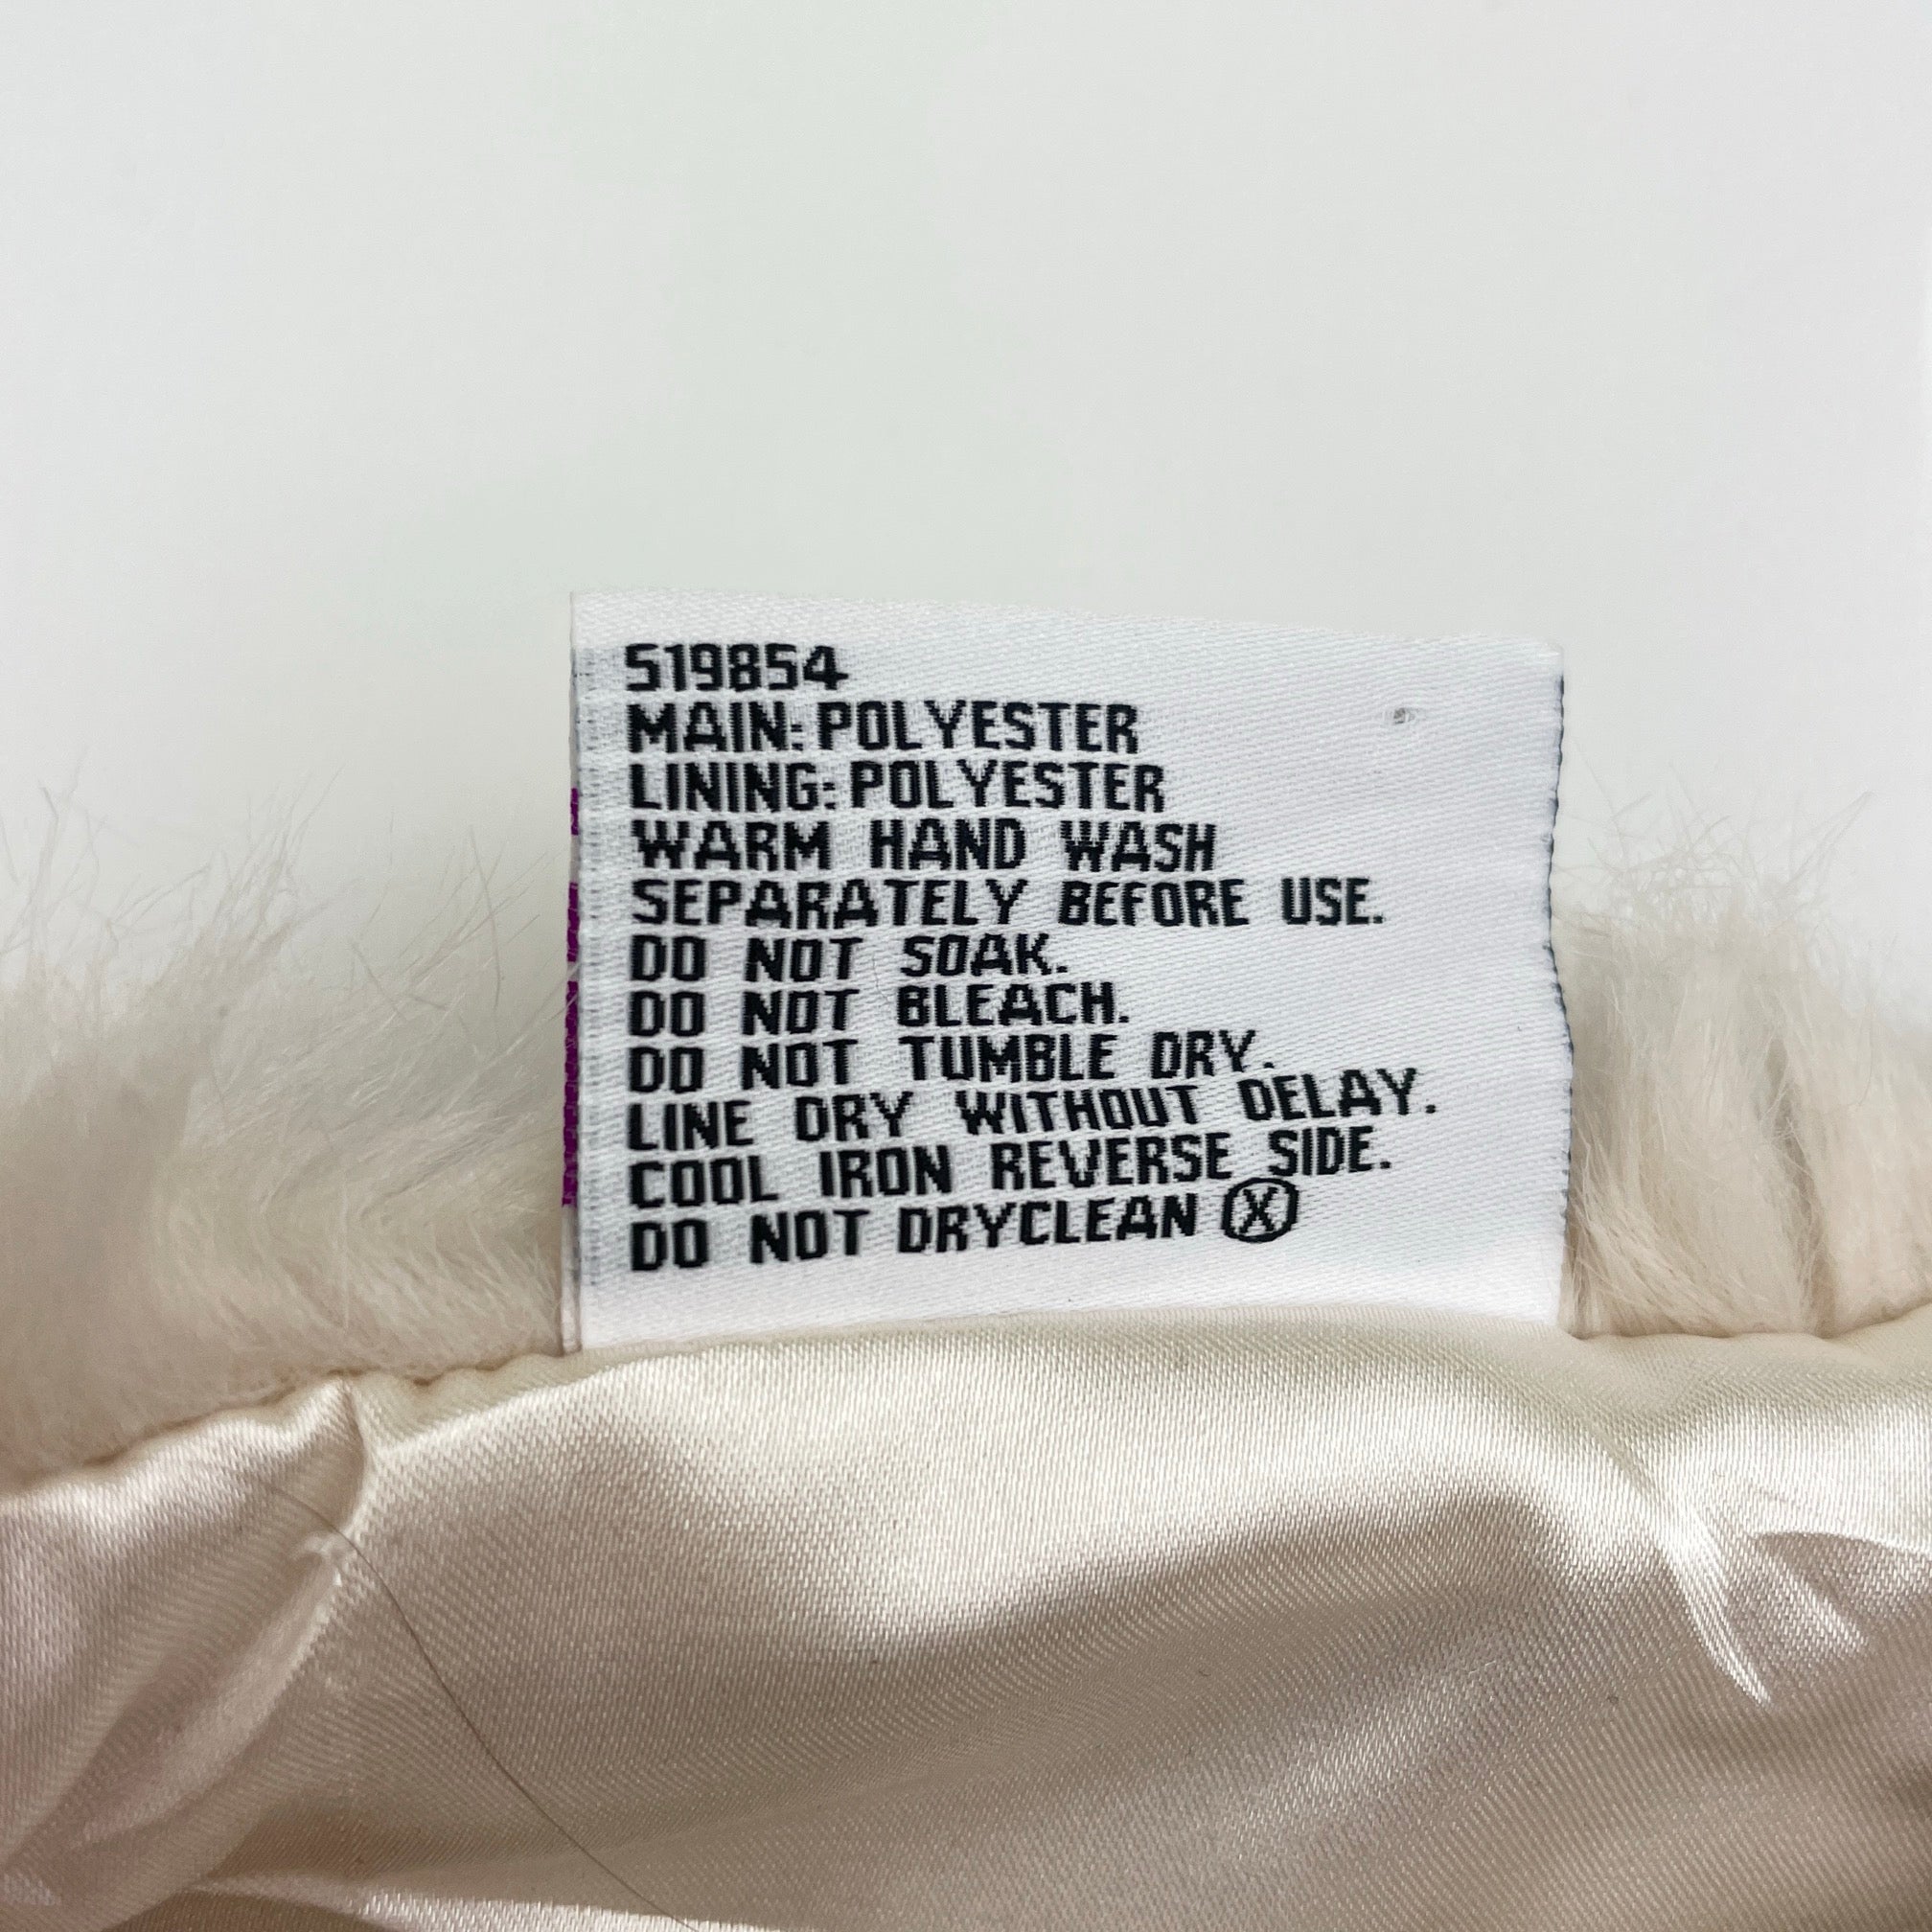 519854
MAIN: POLYESTER
LINING: POLYESTER
WARM HAND WASH
SEPARATELY BEFORE USE.
DO NOT SOAK.
DO NOT BLEACH.
DO NOT TUMBLE DRY.
LINE DRY WITHOUT DELAY.
COOL IRON REVERSE SIDE.
DO NOT DRYCLEAN Ⓧ